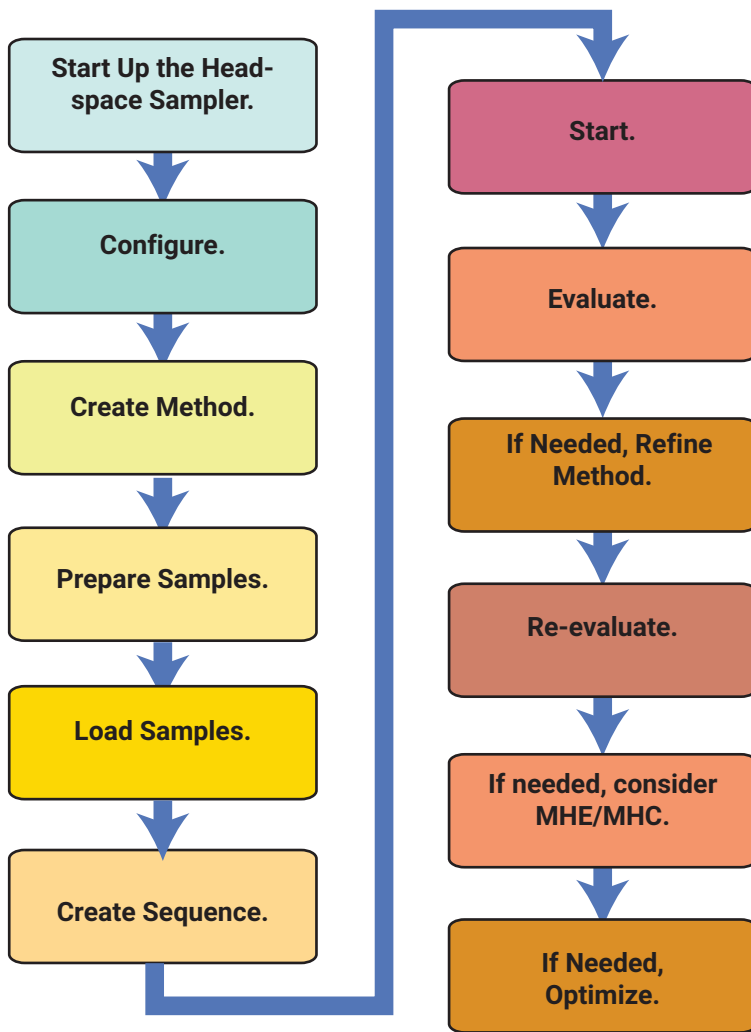 Start Up the Head-
space Sampler.
Configure.
Create Method.
Prepare Samples.
Load Samples.
Create Sequence.
Start.
Evaluate.
If Needed, Refine
Method.
Re-evaluate.
If needed, consider
MHE/MHC.
If Needed,
Optimize.